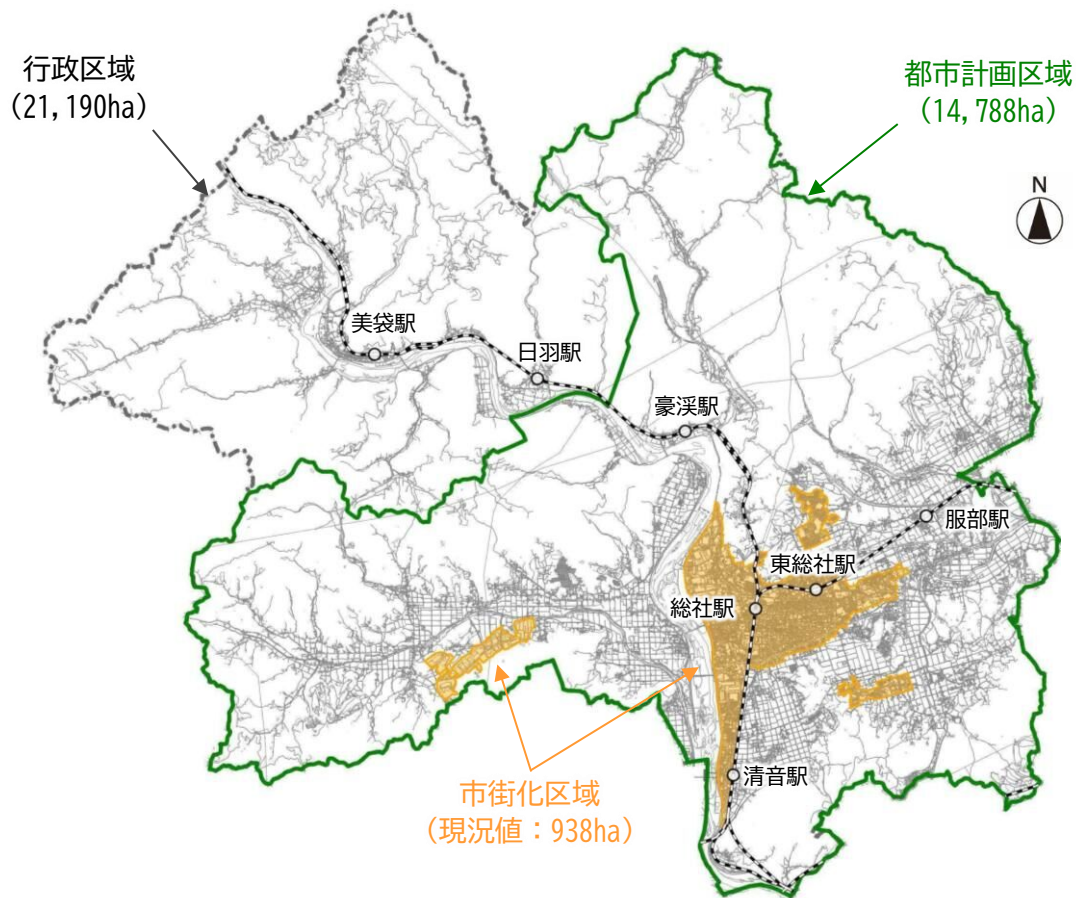 行政区域
(21,190ha)
都市計画区域
(14,788ha)
N
美袋駅
日羽駅
豪渓駅
服部駅
東総社駅
総社駅
清音駅
市街化区域
(現況値：938ha)